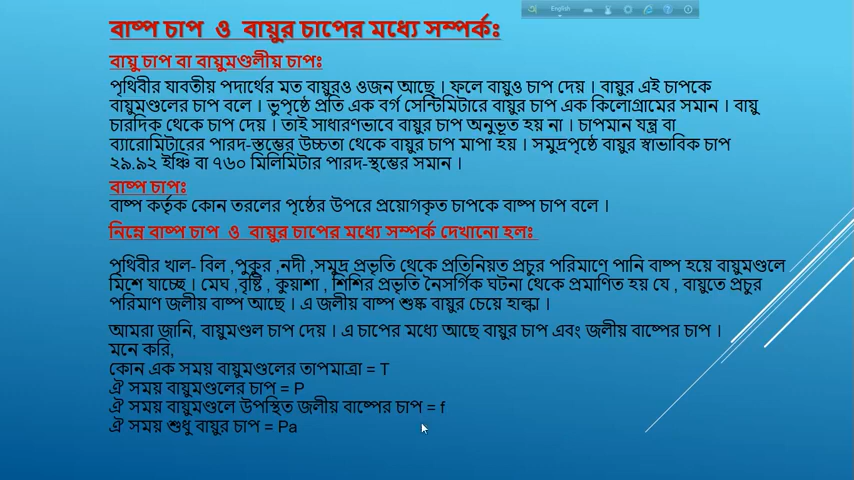 English
বাষ্প চাপ ও বায়ুর চাপের মধ্যে সম্পর্কঃ
বায়ু চাপ বা বায়ুমণ্ডলীয় চাপঃ
পৃথিবীর যাবতীয় পদার্থের মত বায়ুরও ওজন আছে । ফলে বায়ুও চাপ দেয় । বায়ুর এই চাপকে
বায়ুমণ্ডলের চাপ বলে । ভুপৃষ্ঠে প্রতি এক বর্গ সেন্টিমিটারে বায়ুর চাপ এক কিলোগ্রামের সমান । বায়ু
চারদিক থেকে চাপ দেয় । তাই সাধারণভাবে বায়ুর চাপ অনুভূত হয় না । চাপমান যন্ত্র বা
ব্যারোমিটারের পারদ-স্তম্ভের উচ্চতা থেকে বায়ুর চাপ মাপা হয় । সমুদ্রপৃষ্ঠে বায়ুর স্বাভাবিক চাপ
২৯.৯২ ইঞ্চি বা ৭৬০ মিলিমিটার পারদ-স্থম্ভের সমান ।
বাষ্প চাপঃ
বাষ্প কর্তৃক কোন তরলের পৃষ্ঠের উপরে প্রয়োগকৃত চাপকে বাষ্প চাপ বলে ।
নিম্নে বাষ্প চাপ ও বায়ুর চাপের মধ্যে সম্পর্ক দেখানো হলঃ
পৃথিবীর খাল- বিল ,পুকুর ,নদী ,সমুদ্র প্রভৃতি থেকে প্রতিনিয়ত প্রচুর পরিমাণে পানি বাষ্প হয়ে বায়ুমণ্ডলে
মিশে যাচ্ছে । মেঘ ,বৃষ্টি , কুয়াশা , শিশির প্রভৃতি নৈসর্গিক ঘটনা থেকে প্রমাণিত হয় যে , বায়ুতে প্রচুর
পরিমাণ জলীয় বাষ্প আছে । এ জলীয় বাষ্প শুষ্ক বায়ুর চেয়ে হাল্কা ।
আমরা জানি, বায়ুমণ্ডল চাপ দেয় । এ চাপের মধ্যে আছে বায়ুর চাপ এবং জলীয় বাষ্পের চাপ ।
মনে করি,
কোন এক সময় বায়ুমণ্ডলের তাপমাত্রা = T
ঐ সময় বায়ুমণ্ডলের চাপ = P
ঐ সময় বায়ুমণ্ডলে উপস্থিত জলীয় বাষ্পের চাপ = f
ঐ সময় শুধু বায়ুর চাপ = Pa